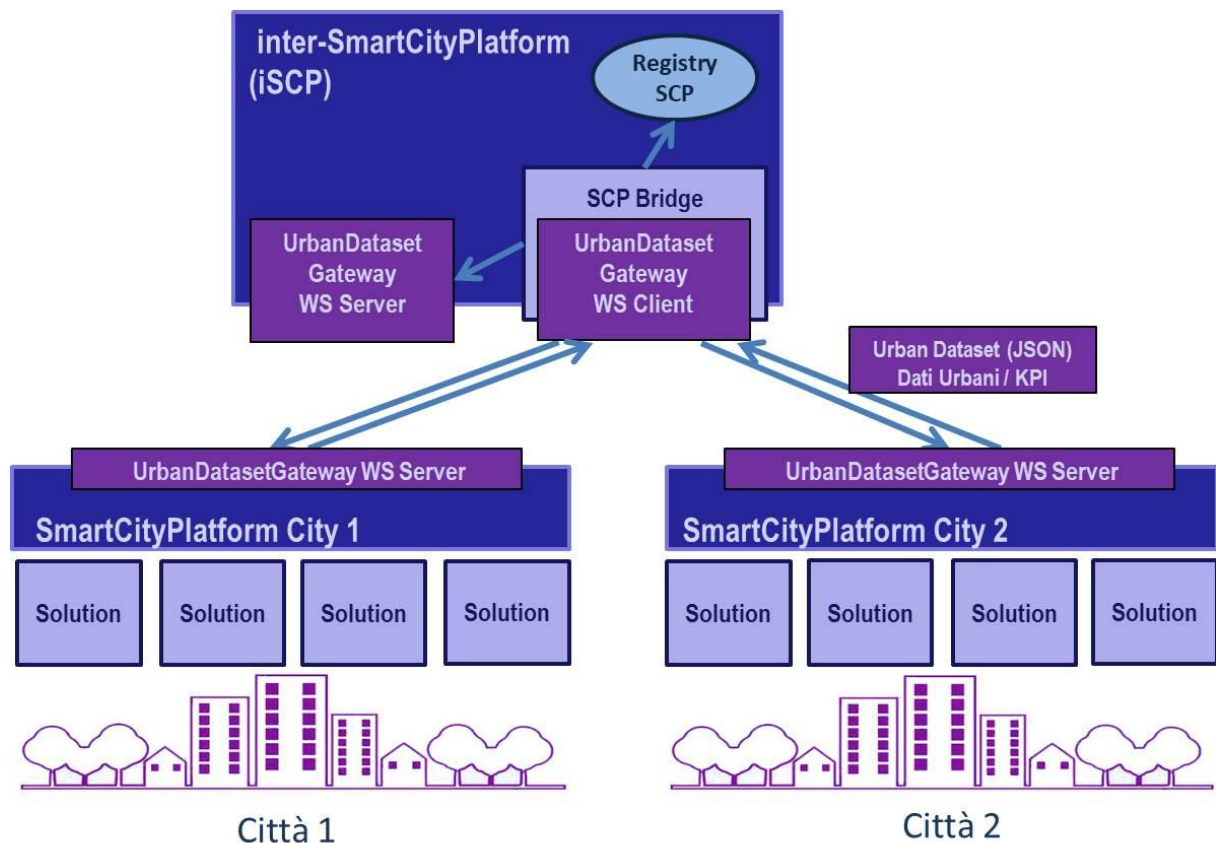 inter-SmartCityPlatform
(iSCP)
Registry
SCP
SCP Bridge
UrbanDataset
Gateway
WS Server
UrbanDataset
Gateway
WS Client
Urban Dataset (JSON)
Dati Urbani / KPI
UrbanDatasetGateway WS Server
SmartCityPlatform City 1
Solution
Solution
Solution
Solution
Città 1
UrbanDatasetGateway WS Server
SmartCityPlatform City 2
Solution
Solution
Solution
Solution
Città 2